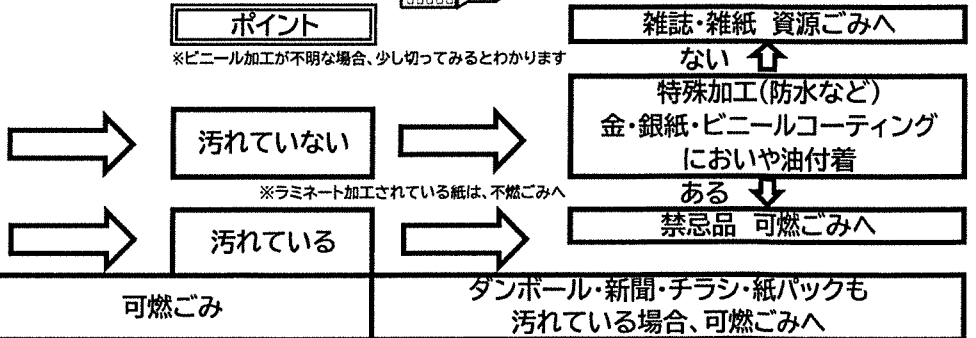 ポイント
※ビニール加工が不明な場合、少し切ってみるとわかります
雑誌・雑紙 資源ごみへ
ない
特殊加工(防水など)
金・銀紙・ビニールコーティング
においや油付着
汚れていない
※ラミネート加工されている紙は、不燃ごみへ
ある
禁忌品 可燃ごみへ
汚れている
可燃ごみ
ダンボール・新聞・チラシ・紙パックも
汚れている場合、可燃ごみへ